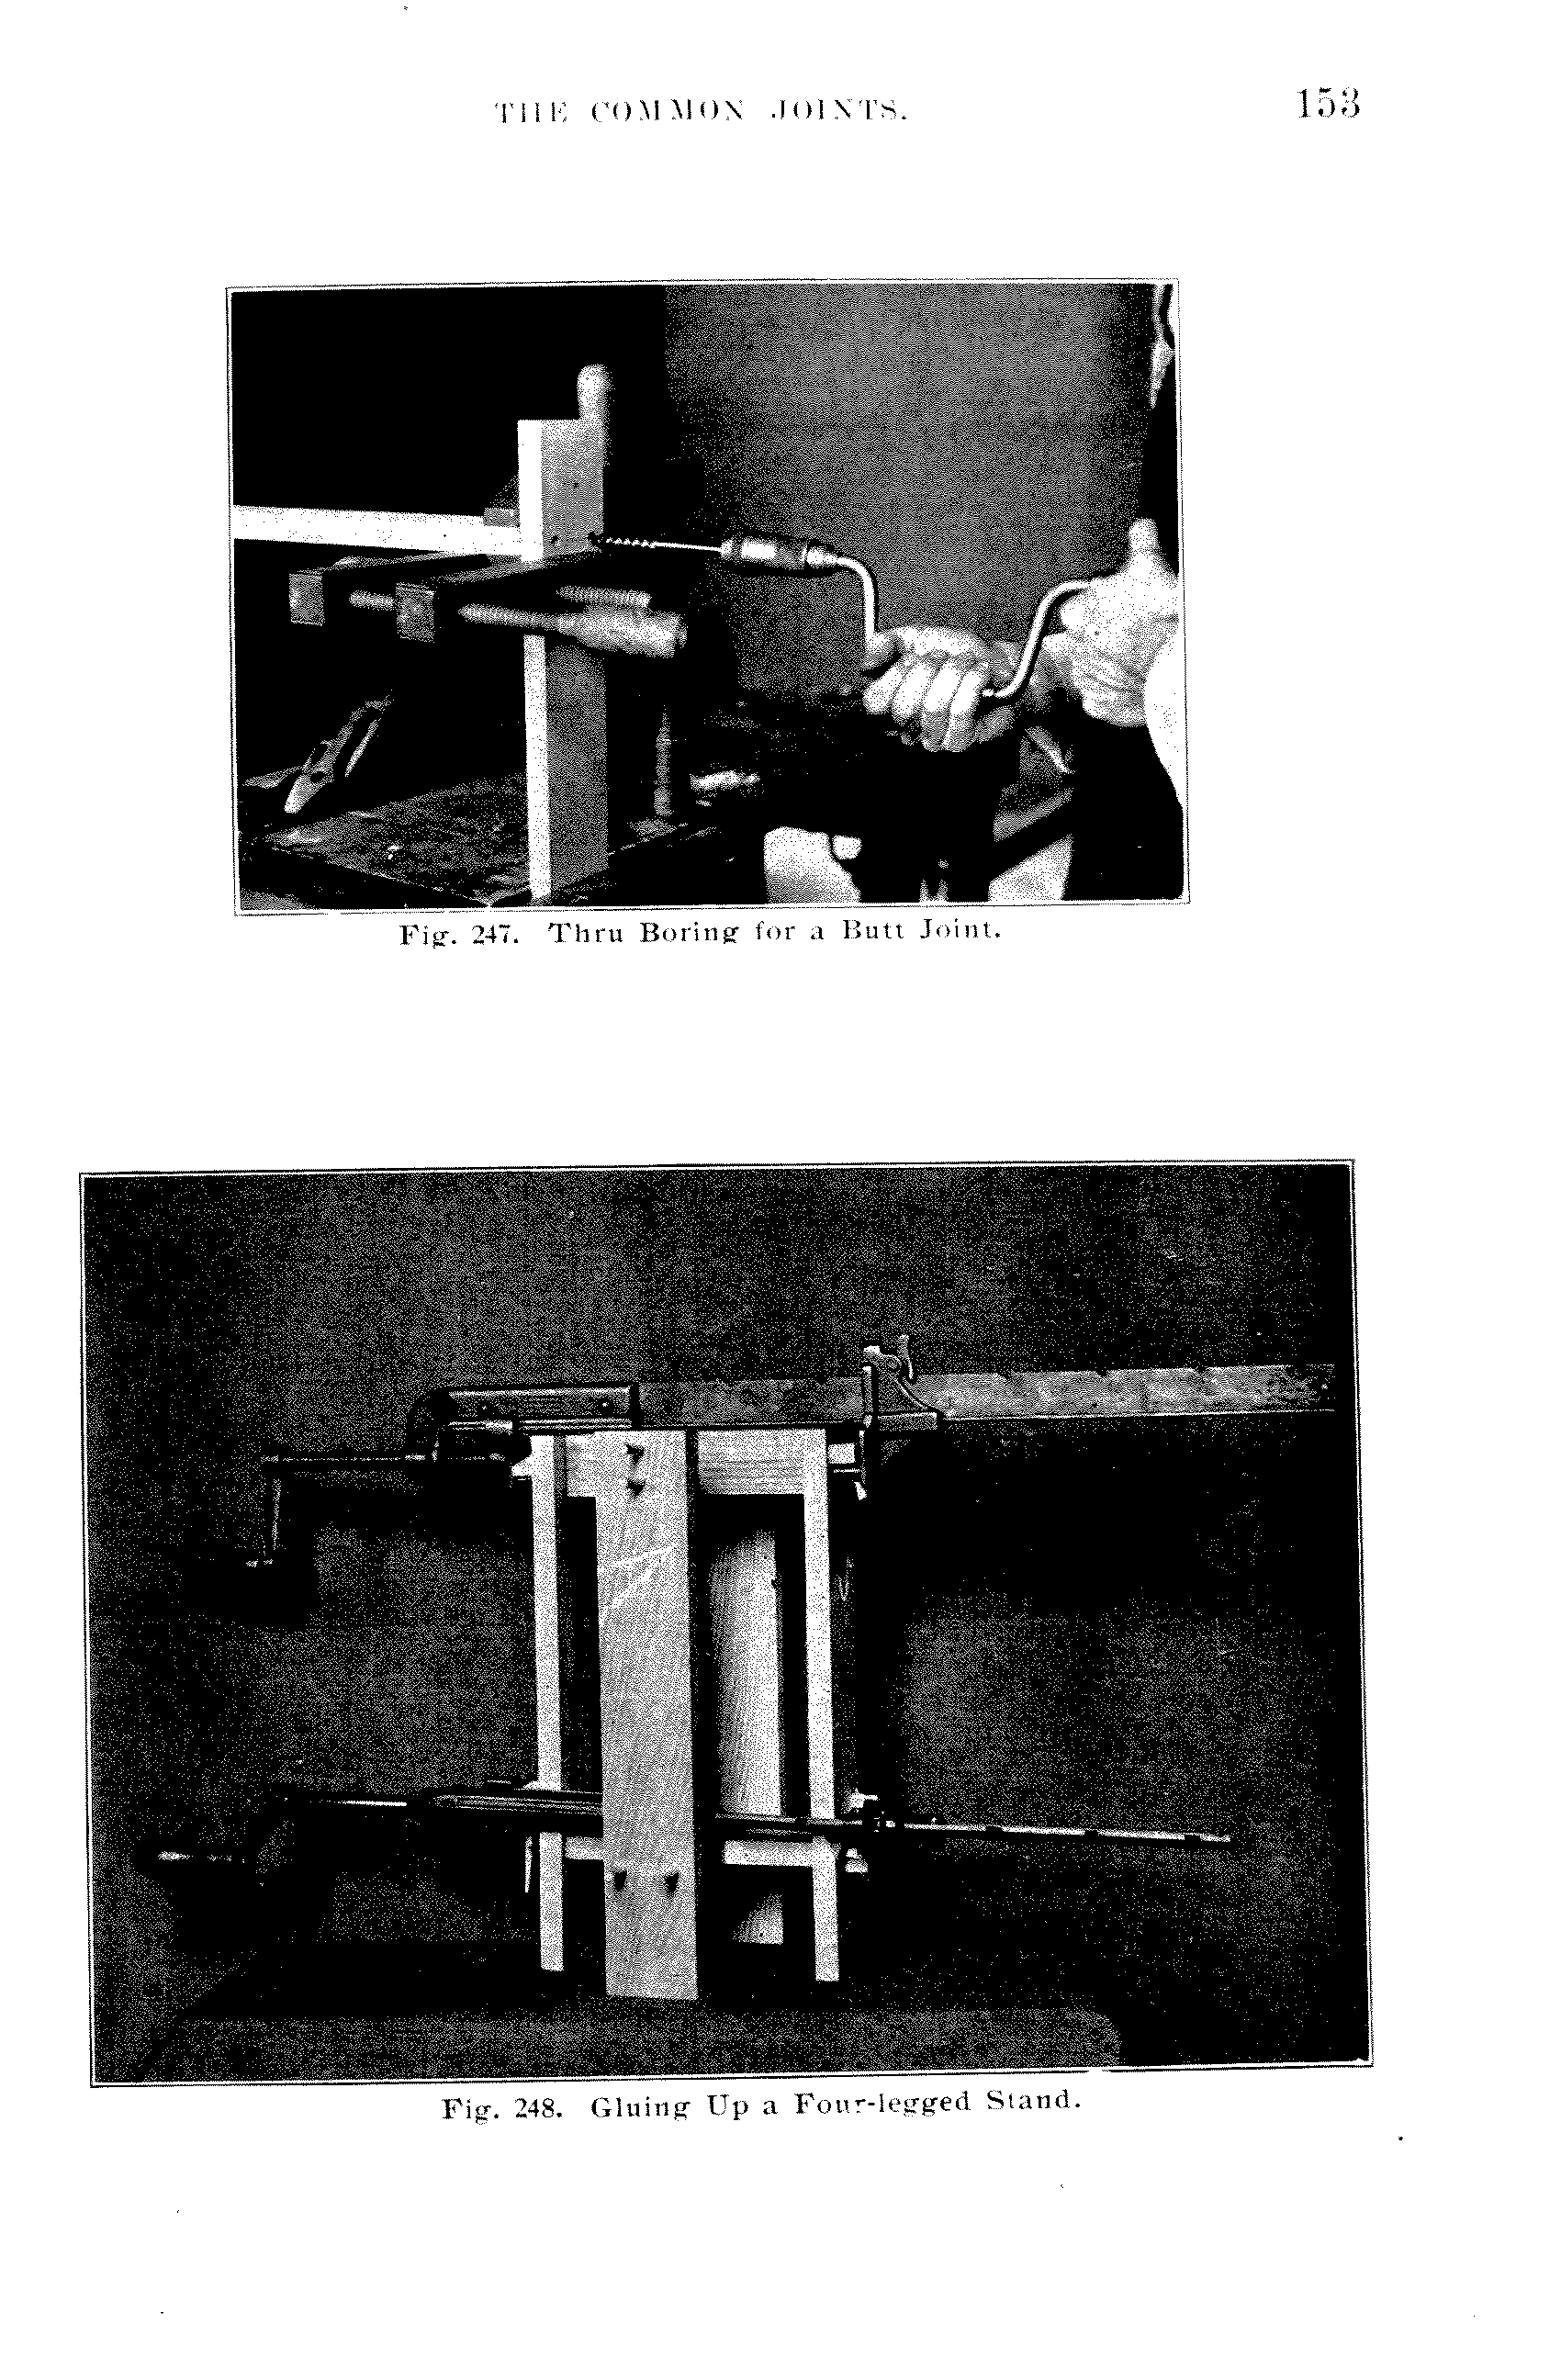 THE COMMON JOINTS.
153
Fig. 247. Thru Boring for a Butt Joint.
Fig. 248. Gluing Up a Four-legged Stand.